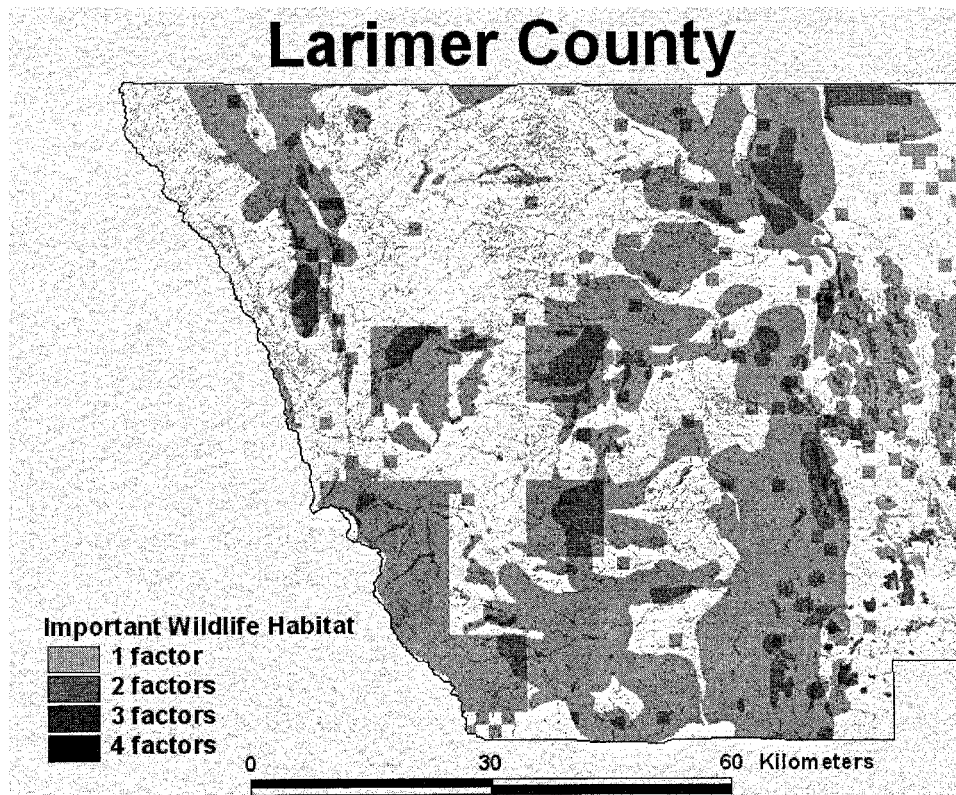 Larimer County
Important Wildlife Habitat
1 factor
2 factors
3 factors
4 factors
0 30 60 Kilometers